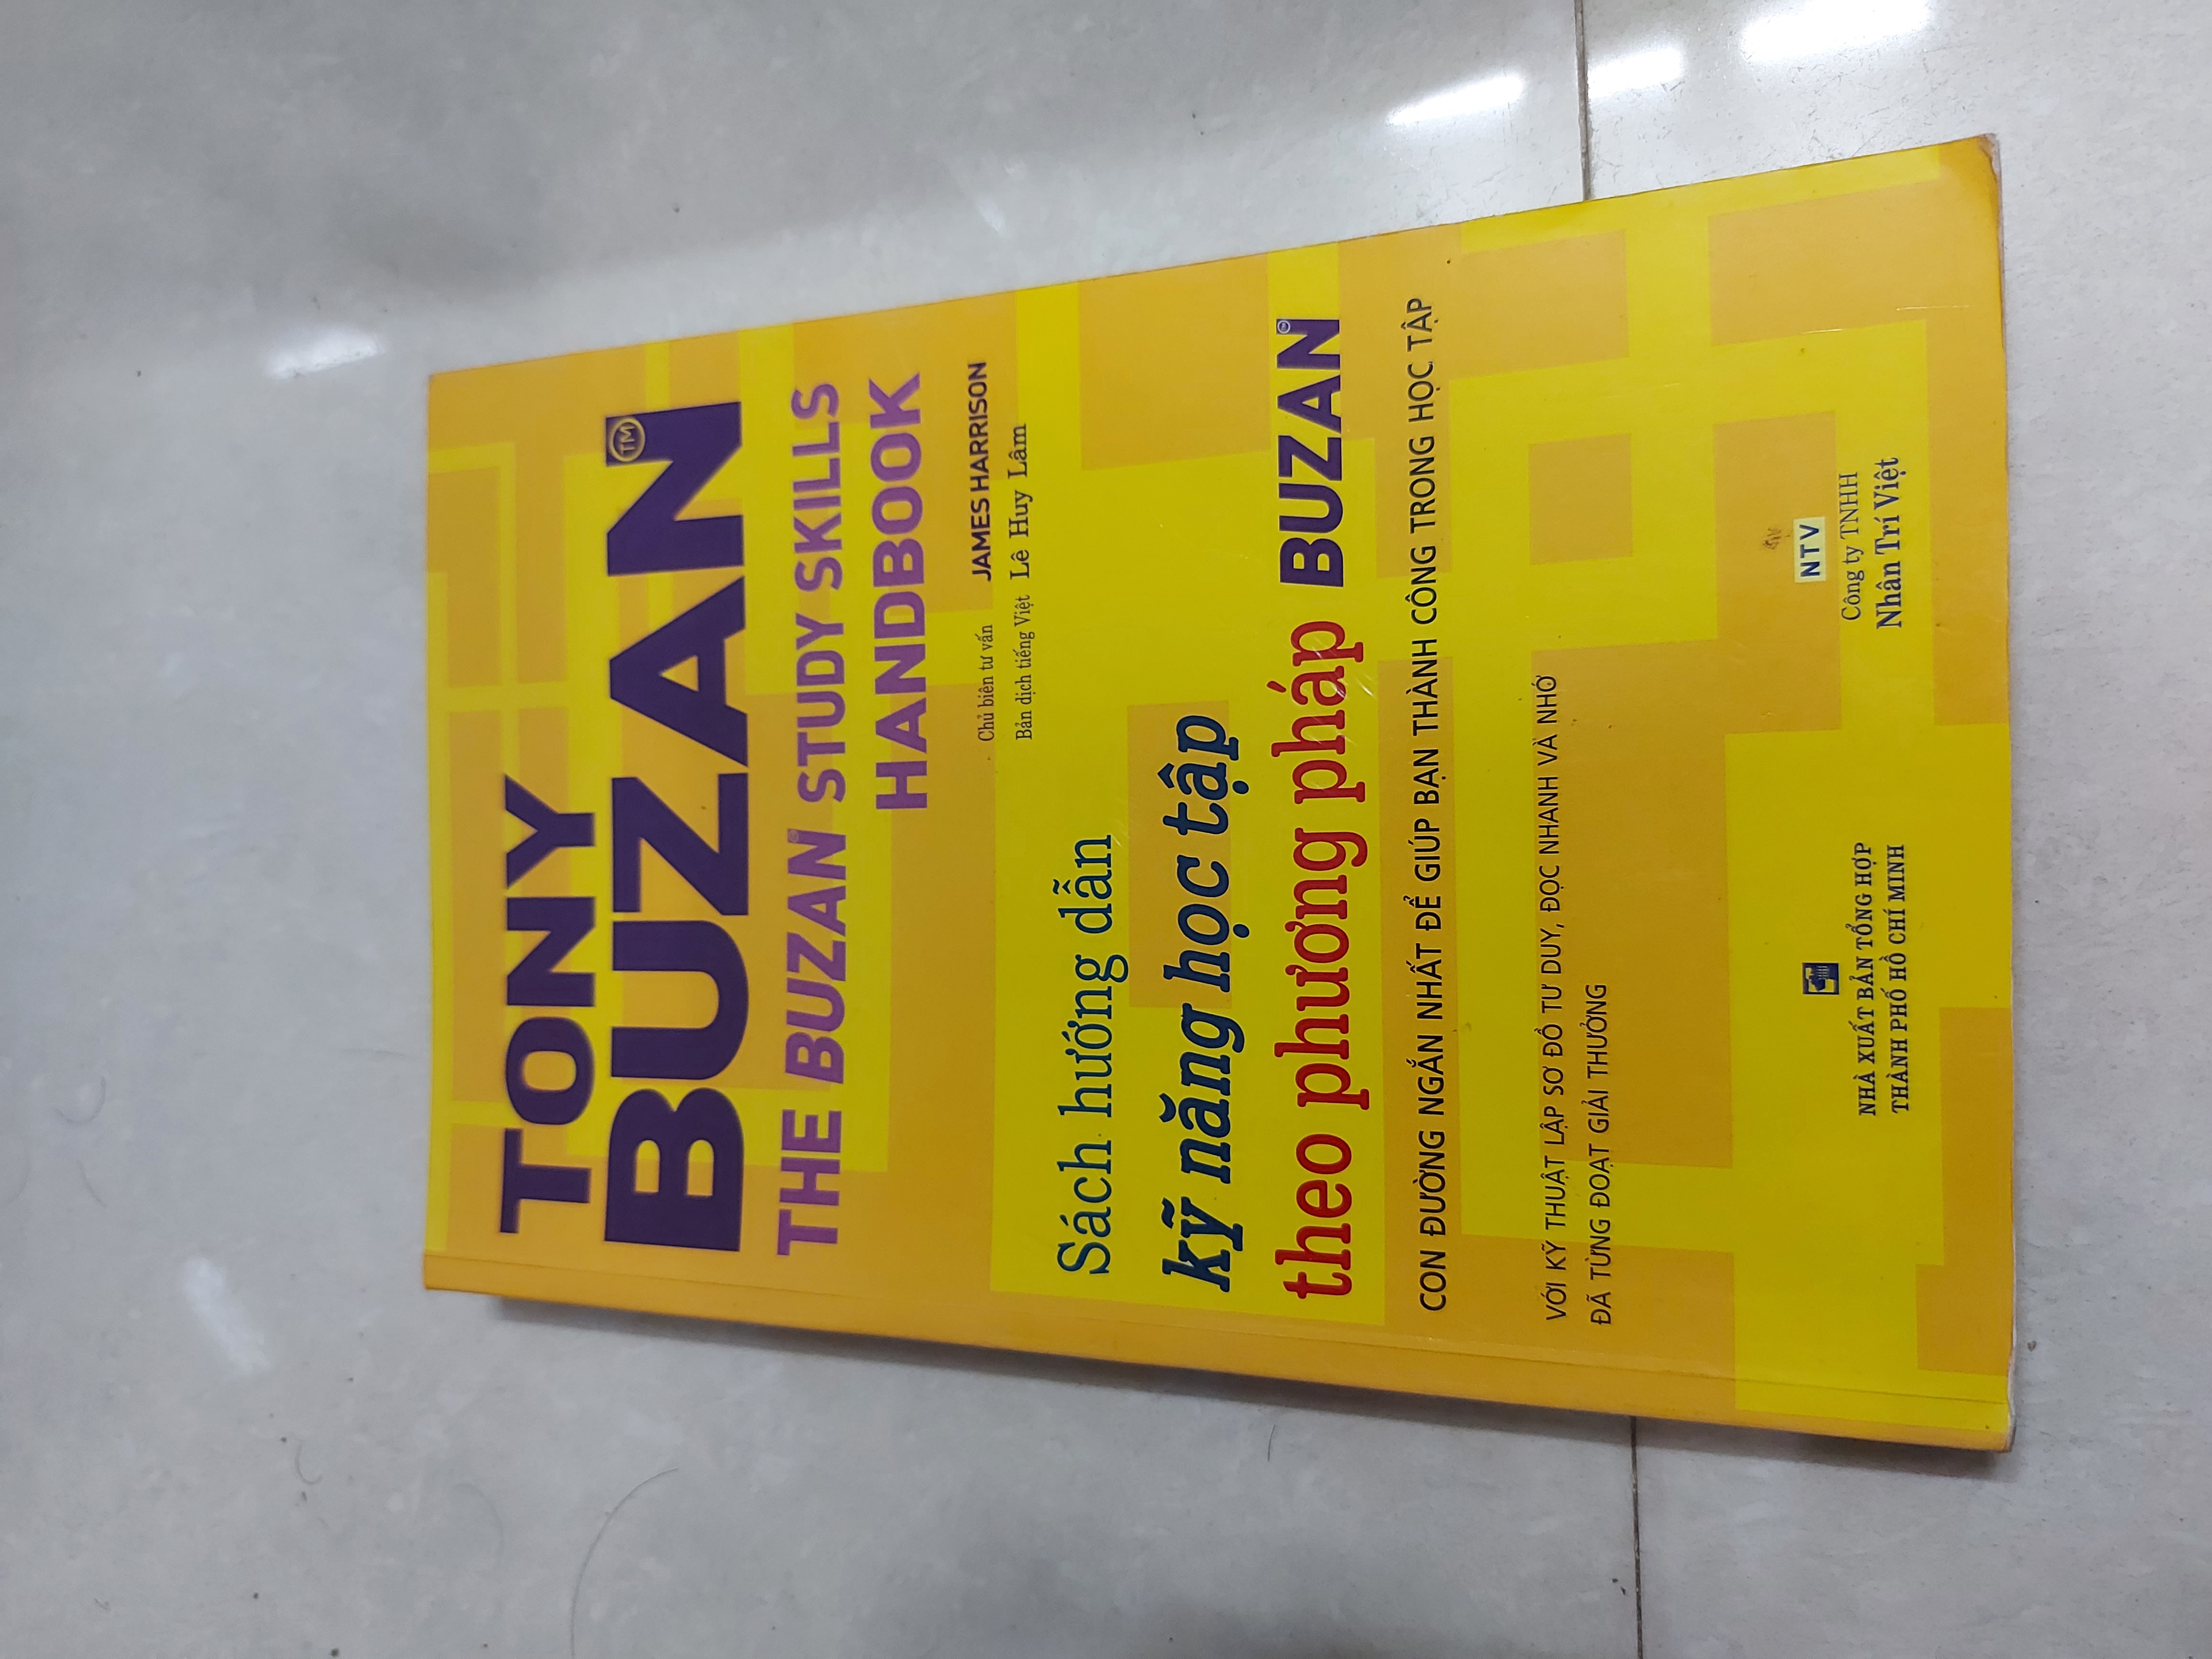 TONY
BUZAN™
THE BUZAN® STUDY SKILLS
HANDBOOK
Chủ biên tư vấn JAMES HARRISON
Bản dịch tiếng Việt Lê Huy Lâm
Sách hướng dẫn
kỹ năng học tập
theo phương pháp BUZAN™
CON ĐƯỜNG NGẮN NHẤT ĐỂ GIÚP BẠN THÀNH CÔNG TRONG HỌC TẬP
VỚI KỸ THUẬT LẬP SƠ ĐỒ TƯ DUY, ĐỌC NHANH VÀ NHỚ
ĐÃ TỪNG ĐOẠT GIẢI THƯỞNG
NHÀ XUẤT BẢN TỔNG HỢP
THÀNH PHỐ HỒ CHÍ MINH
NTV
Công ty TNHH
Nhân Trí Việt